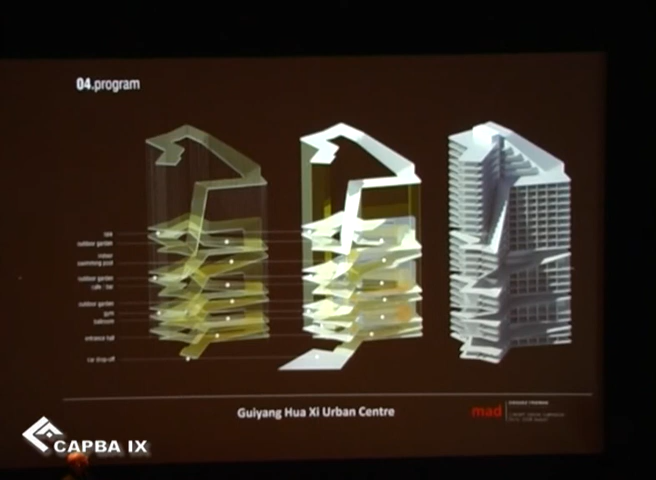 04.program
spa
outdoor garden
indoor
swimming pool
outdoor garden
cafe / bar
outdoor garden
gym
ballroom
entrance hall
car drop-off
Guiyang Hua Xi Urban Centre
mad
CAPBA IX